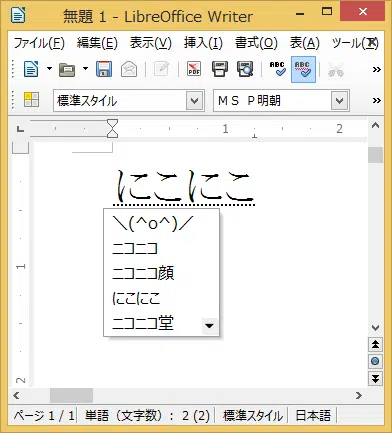 無題 1 - LibreOffice Writer
ファイル(F) 編集(E) 表示(V) 挿入(I) 書式(O) 表(A) ツール(
標準スタイル ＭＳ Ｐ明朝
1 2
にこにこ
＼(^o^)／
ニコニコ
ニコニコ顔
にこにこ
ニコニコ堂
1
2
ページ 1 / 1 単語（文字数）: 2 (2) 標準スタイル 日本語